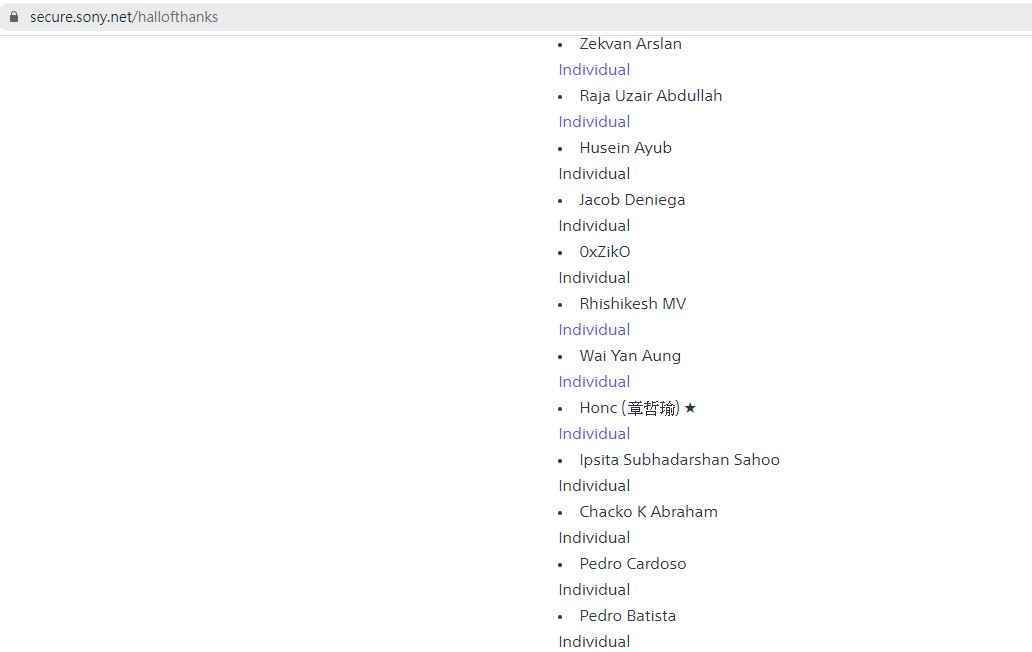 secure.sony.net/hallofthanks
• Zekvan Arslan
Individual
• Raja Uzair Abdullah
Individual
• Husein Ayub
Individual
• Jacob Deniega
Individual
• 0xZikO
Individual
• Rhishikesh MV
Individual
• Wai Yan Aung
Individual
• Honc (章哲瑜) ★
Individual
• Ipsita Subhadarshan Sahoo
Individual
• Chacko K Abraham
Individual
• Pedro Cardoso
Individual
• Pedro Batista
Individual